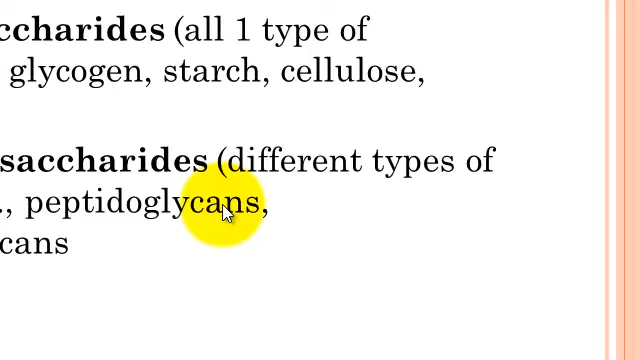 ccharides (all 1 type of
glycogen, starch, cellulose,
saccharides (different types of
., peptidoglycans,
cans